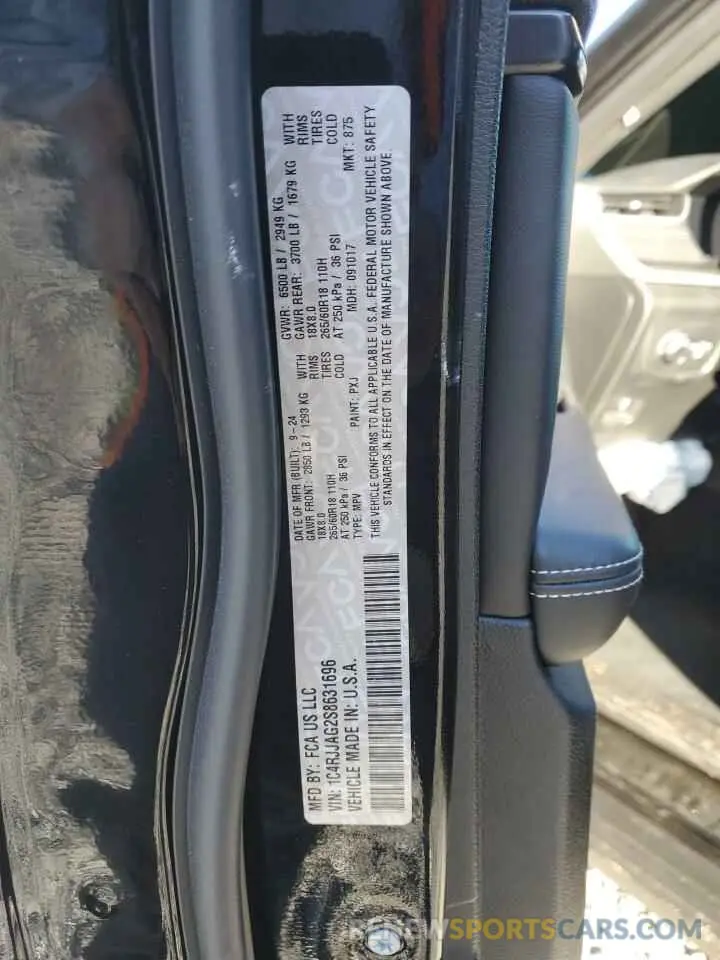 MFD BY: FCA US LLC
VIN: 1C4RJJAG2S8631696
VEHICLE MADE IN: U.S.A.
DATE OF MFR (BUILT): 9-24
GVWR: 6500 LB / 2949 KG
GAWR FRONT: 2850 LB / 1293 KG WITH
GAWR REAR: 3700 LB / 1679 KG WITH
18X8.0 RIMS
18X8.0 RIMS
265/60R18 110H TIRES
265/60R18 110H TIRES
AT 250 kPa / 36 PSI COLD
AT 250 kPa / 36 PSI COLD
TYPE: MPV PAINT: PXJ MDH: 091017 MKT: 875
THIS VEHICLE CONFORMS TO ALL APPLICABLE U.S.A. FEDERAL MOTOR VEHICLE SAFETY
STANDARDS IN EFFECT ON THE DATE OF MANUFACTURE SHOWN ABOVE.
RENEWSPORTSCARS.COM